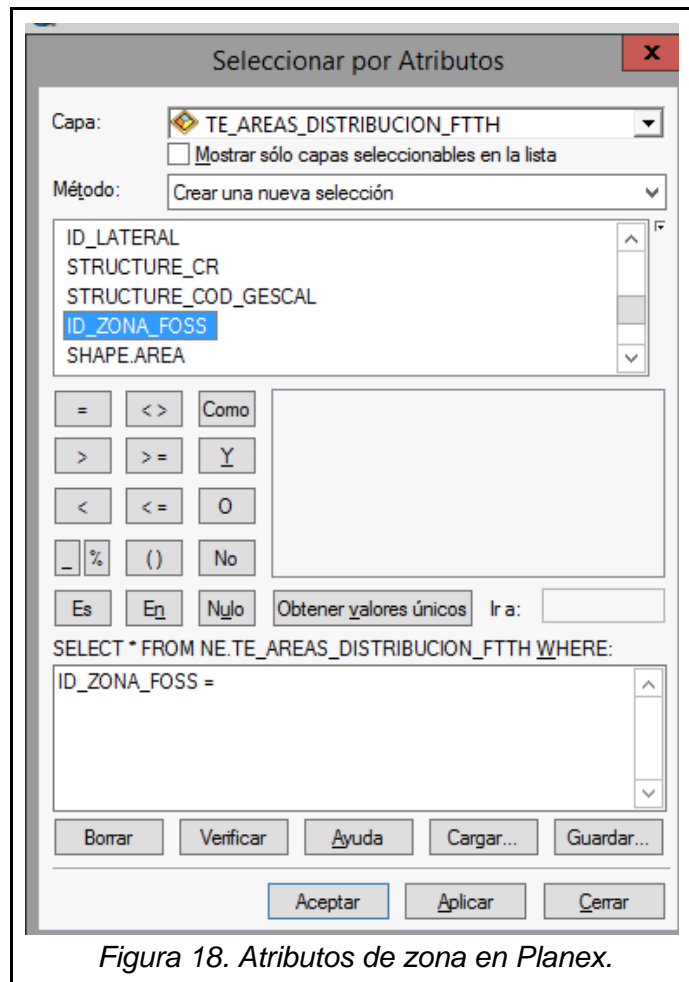 Seleccionar por Atributos
x
Capa: TE_AREAS_DISTRIBUCION_FTTH
Mostrar sólo capas seleccionables en la lista
Método: Crear una nueva selección
ID_LATERAL
STRUCTURE_CR
STRUCTURE_COD_GESCAL
ID_ZONA_FOSS
SHAPE.AREA
= < > Como
> > = Y
< < = O
_ % () No
Es En Nulo Obtener valores únicos Ir a:
SELECT * FROM NE.TE_AREAS_DISTRIBUCION_FTTH WHERE:
ID_ZONA_FOSS =
Borrar Verificar Ayuda Cargar... Guardar...
Aceptar Aplicar Cerrar
Figura 18. Atributos de zona en Planex.